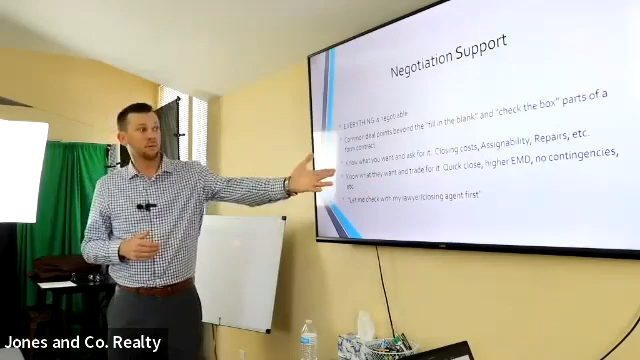 Negotiation Support
EVERYTHING is negotiable
Common deal points beyond the "fill in the blank" and "check the box" parts of a
form contract.
Know what you want and ask for it. Closing costs, Assignability, Repairs, etc.
Know what they want and trade for it. Quick close, higher EMD, no contingencies,
etc
"Let me check with my lawyer/closing agent first"
Jones and Co. Realty